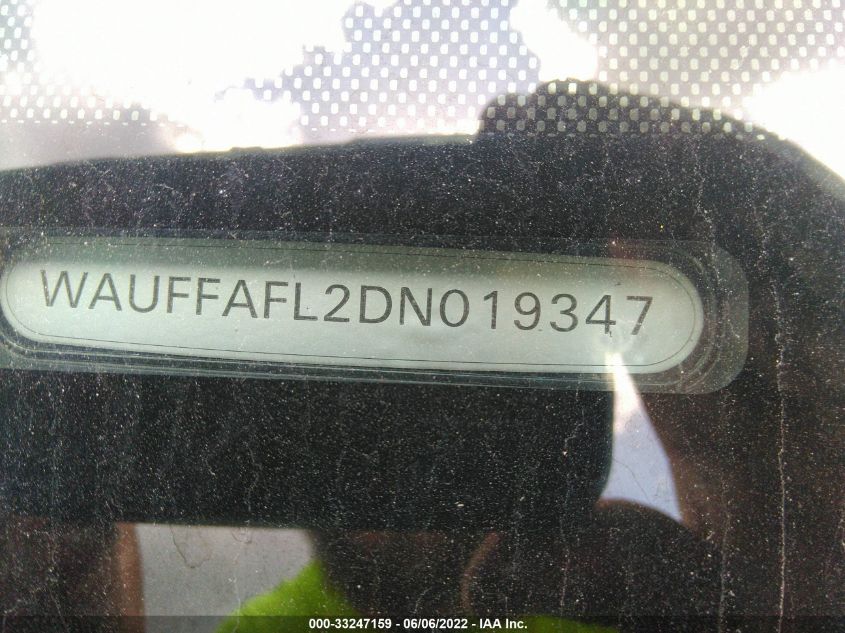 WAUFFAFL2DN019347
000-33247159 - 06/06/2022 - IAA Inc.